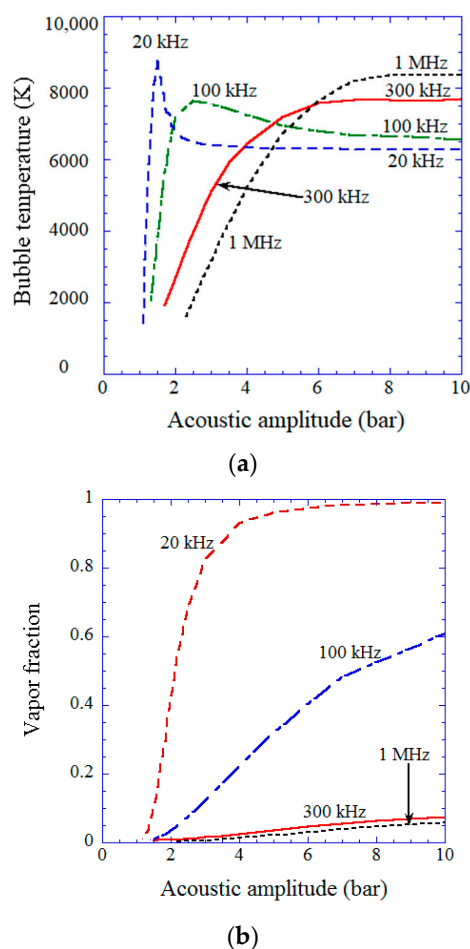 10,000
8000
6000
4000
2000
0
Bubble temperature (K)
20 kHz
100 kHz
1 MHz
300 kHz
100 kHz
20 kHz
300 kHz
1 MHz
0 2 4 6 8 10
Acoustic amplitude (bar)
(a)
1
0.8
0.6
0.4
0.2
0
Vapor fraction
20 kHz
100 kHz
1 MHz
300 kHz
0 2 4 6 8 10
Acoustic amplitude (bar)
(b)